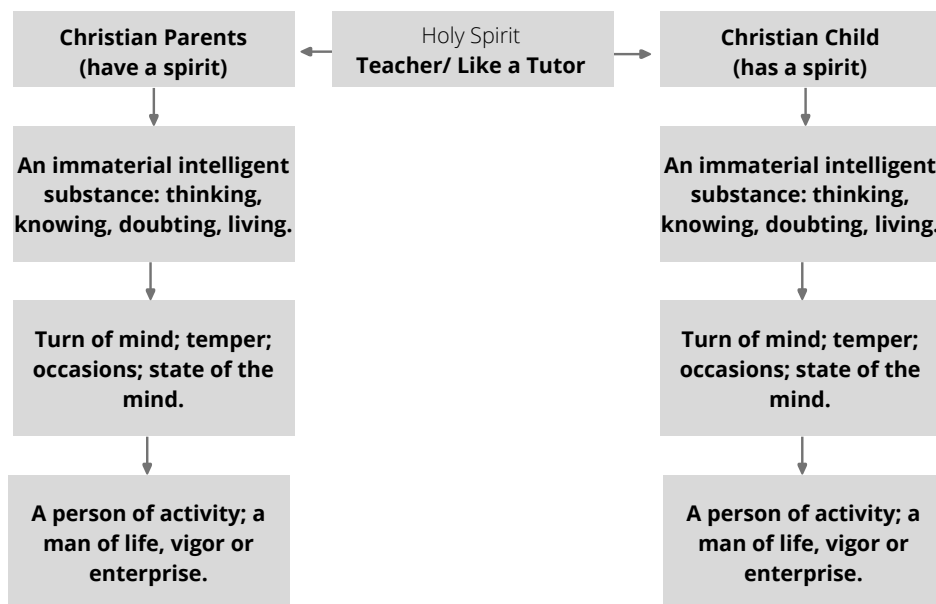 Christian Parents
(have a spirit)
Holy Spirit
Teacher/ Like a Tutor
Christian Child
(has a spirit)
An immaterial intelligent
substance: thinking,
knowing, doubting, living.
An immaterial intelligent
substance: thinking,
knowing, doubting, living.
Turn of mind; temper;
occasions; state of the
mind.
Turn of mind; temper;
occasions; state of the
mind.
A person of activity; a
man of life, vigor or
enterprise.
A person of activity; a
man of life, vigor or
enterprise.